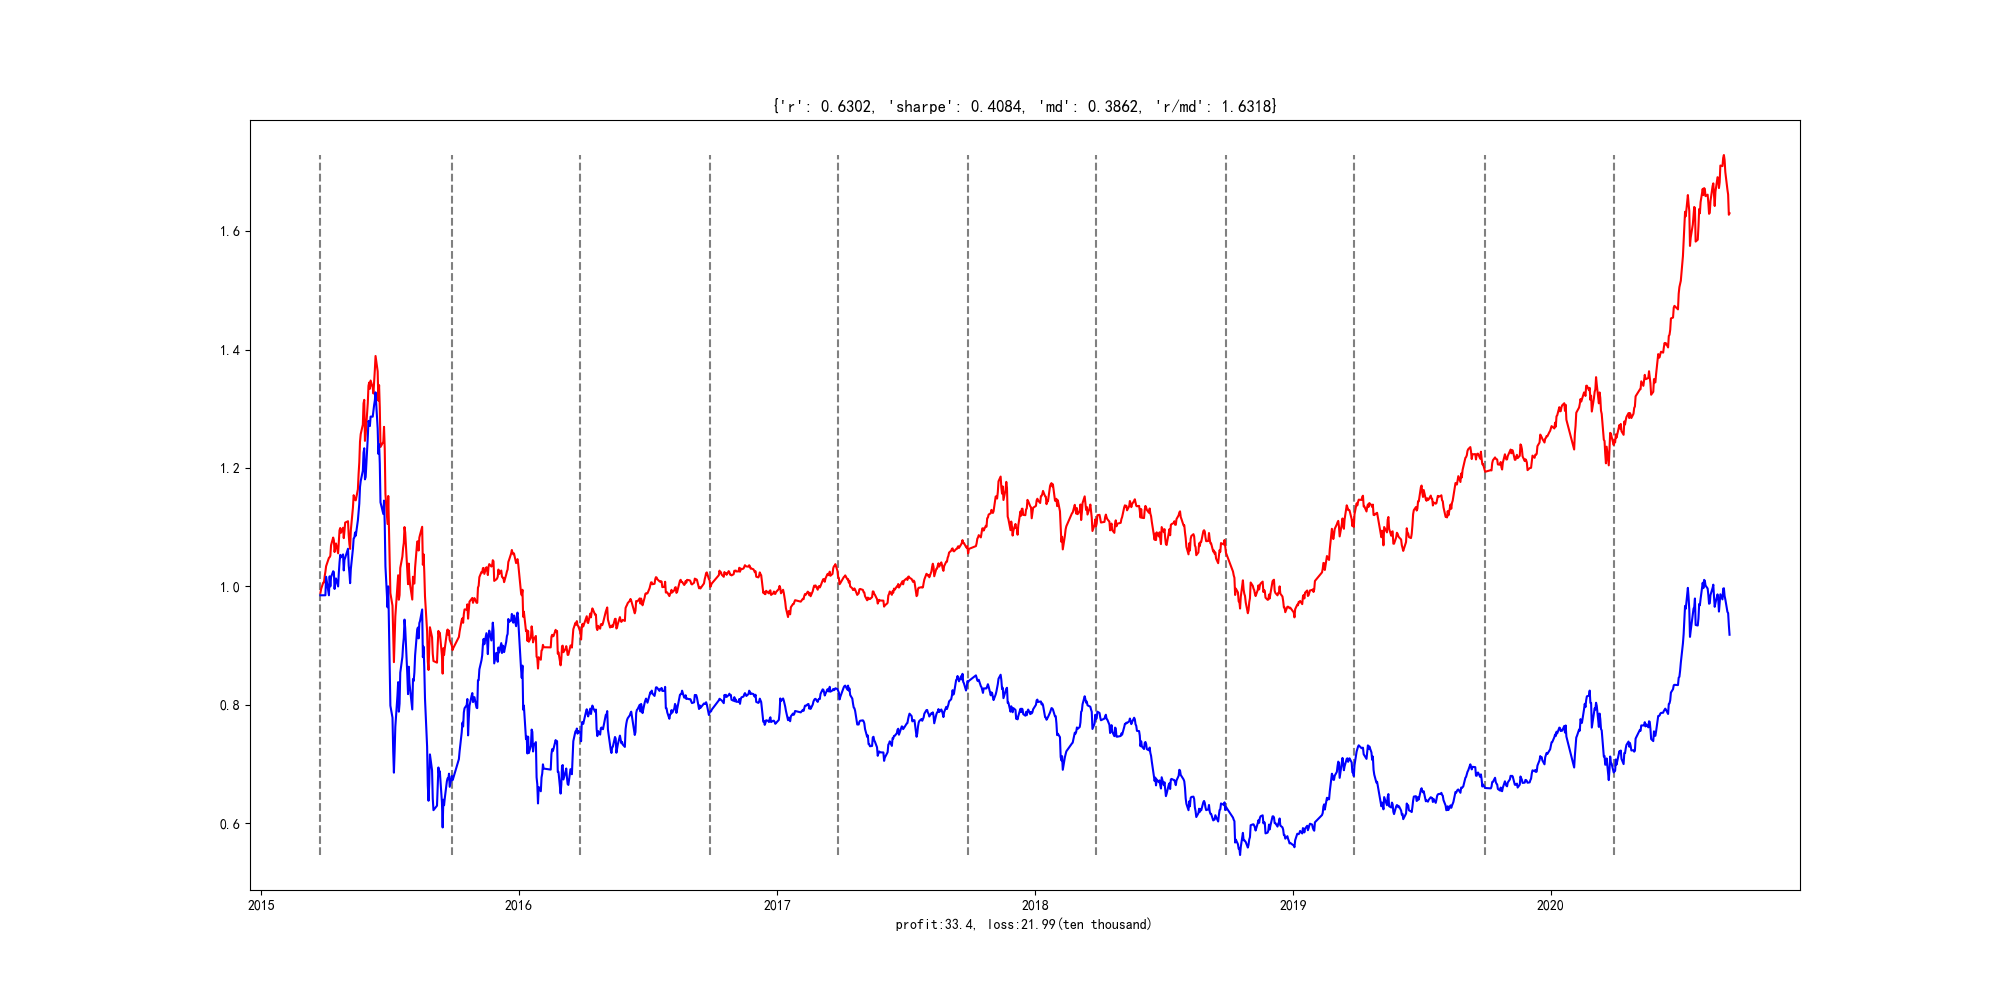 {'r': 0.6302, 'sharpe': 0.4084, 'md': 0.3862, 'r/md': 1.6318}
1.6
1.4
1.2
1.0
0.8
0.6
2015 2016 2017 2018 2019 2020
profit:33.4, loss:21.99(ten thousand)